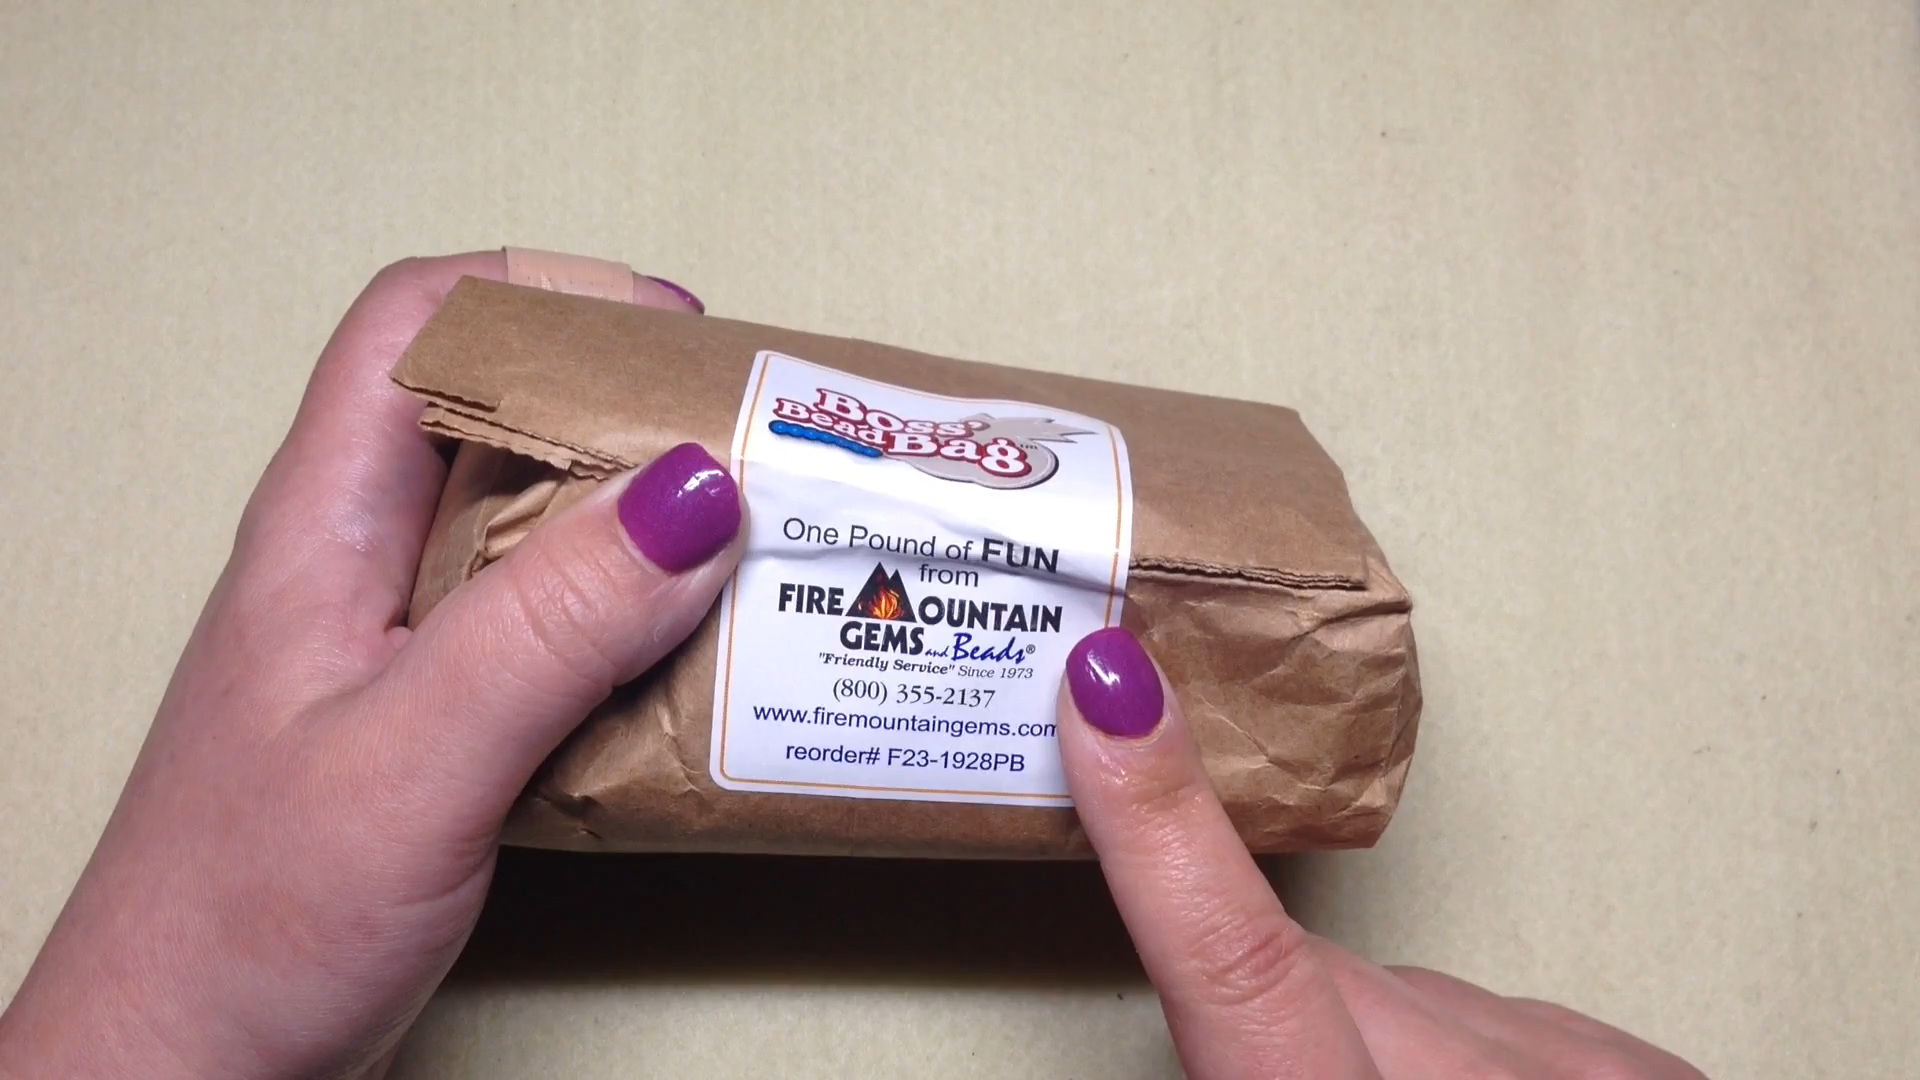 Boss'
Bead Bag™
One Pound of FUN
from
FIRE MOUNTAIN
GEMS and Beads®
"Friendly Service" Since 1973
(800) 355-2137
www.firemountaingems.com
reorder# F23-1928PB